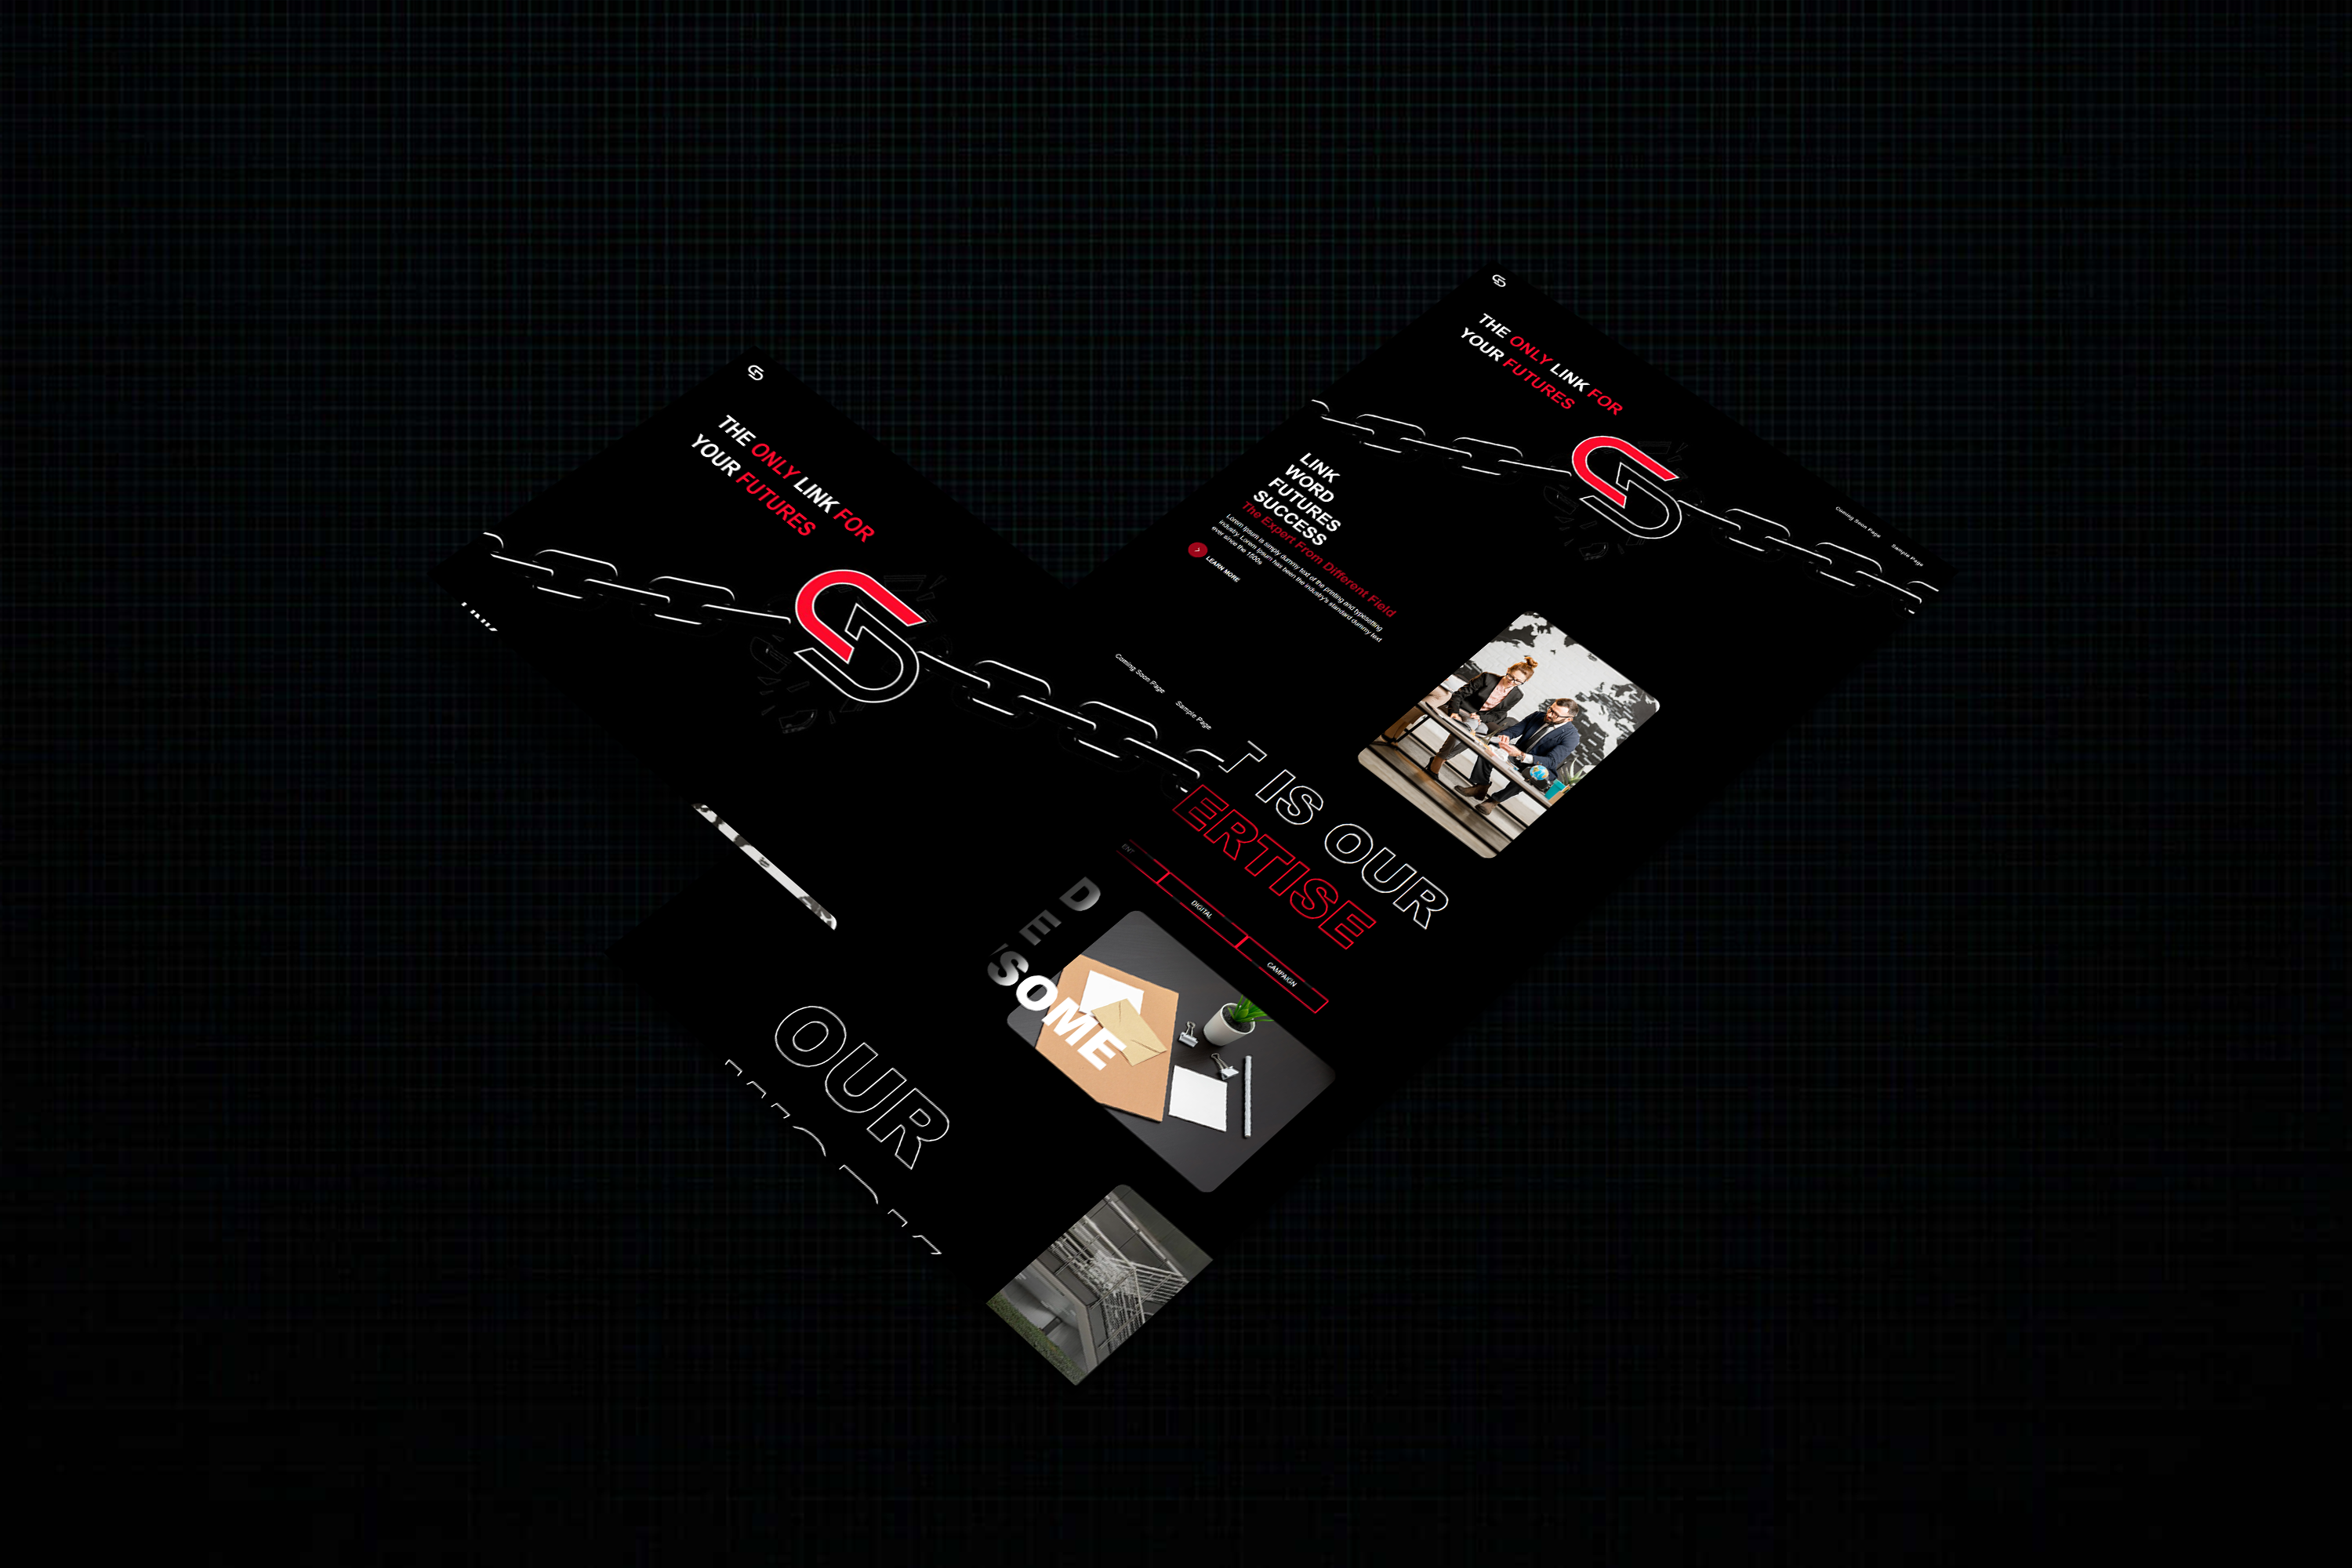 THE ONLY LINK FOR
YOUR FUTURES
THE ONLY LINK FOR
YOUR FUTURES
Coming Soon Page
Sample Page
LINK
WORD
FUTURES
SUCCESS
The Expert From Different Field
Lorem Ipsum is simply dummy text of the printing and typesetting
industry. Lorem Ipsum has been the industry's standard dummy text
ever since the 1500s
LEARN MORE
Coming Soon Page
Sample Page
T IS OUR
ERTISE
DIGITAL
CAMPAIGN
D
E
SOME
OUR